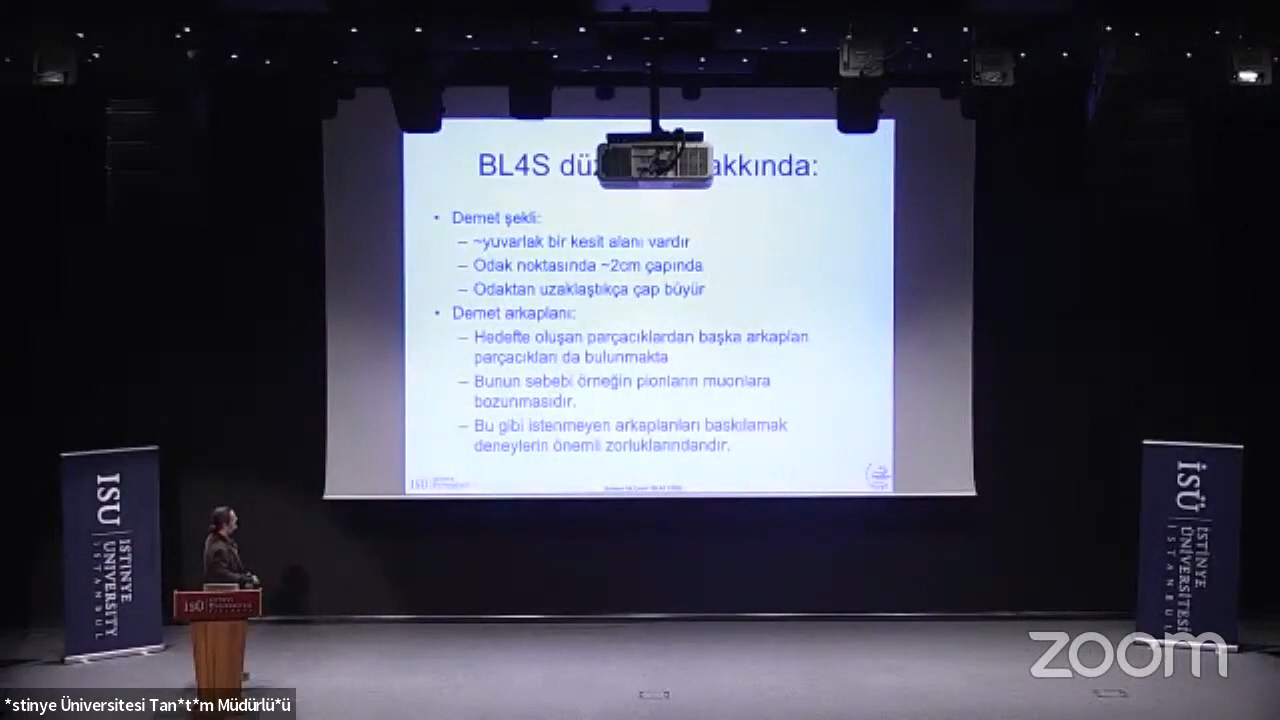 BL4S dü akkında:
• Demet şekli:
– ~yuvarlak bir kesit alanı vardır
– Odak noktasında ~2cm çapında
– Odaktan uzaklaştıkça çap büyür
• Demet arkaplanı:
– Hedefte oluşan parçacıklardan başka arkaplan
parçacıkları da bulunmakta
– Bunun sebebi örneğin pionların muonlara
bozunmasıdır.
– Bu gibi istenmeyen arkaplanları baskılamak
deneylerin önemli zorluklarındandır.
ISU
ISU
ISTINYE
UNIVERSITY
ISTANBUL
İSÜ
İSÜ
İSTİNYE
ÜNİVERSİTESİ
İSTANBUL
zoom
*stinye Üniversitesi Tan*t*m Müdürlü*ü